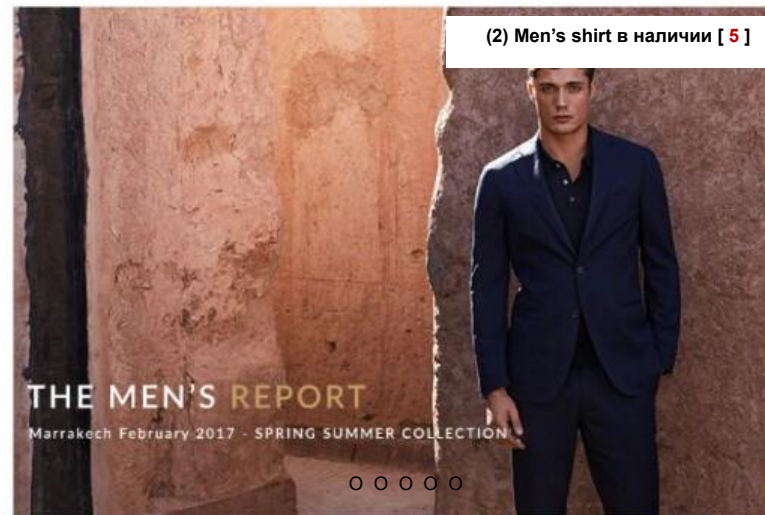 (2) Men's shirt в наличии [ 5 ]
THE MEN'S REPORT
Marrakech February 2017 - SPRING SUMMER COLLECTION